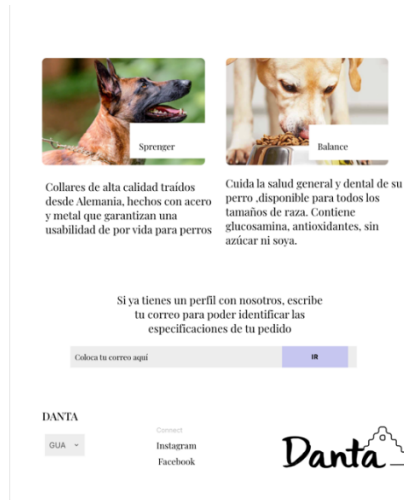 Sprenger
Balance
Collares de alta calidad traídos
desde Alemania, hechos con acero
y metal que garantizan una
usabilidad de por vida para perros
Cuida la salud general y dental de su
perro ,disponible para todos los
tamaños de raza. Contiene
glucosamina, antioxidantes, sin
azúcar ni soya.
Si ya tienes un perfil con nosotros, escribe
tu correo para poder identificar las
especificaciones de tu pedido
Coloca tu correo aquí
IR
DANTA
GUA
Connect
Instagram
Facebook
Danta